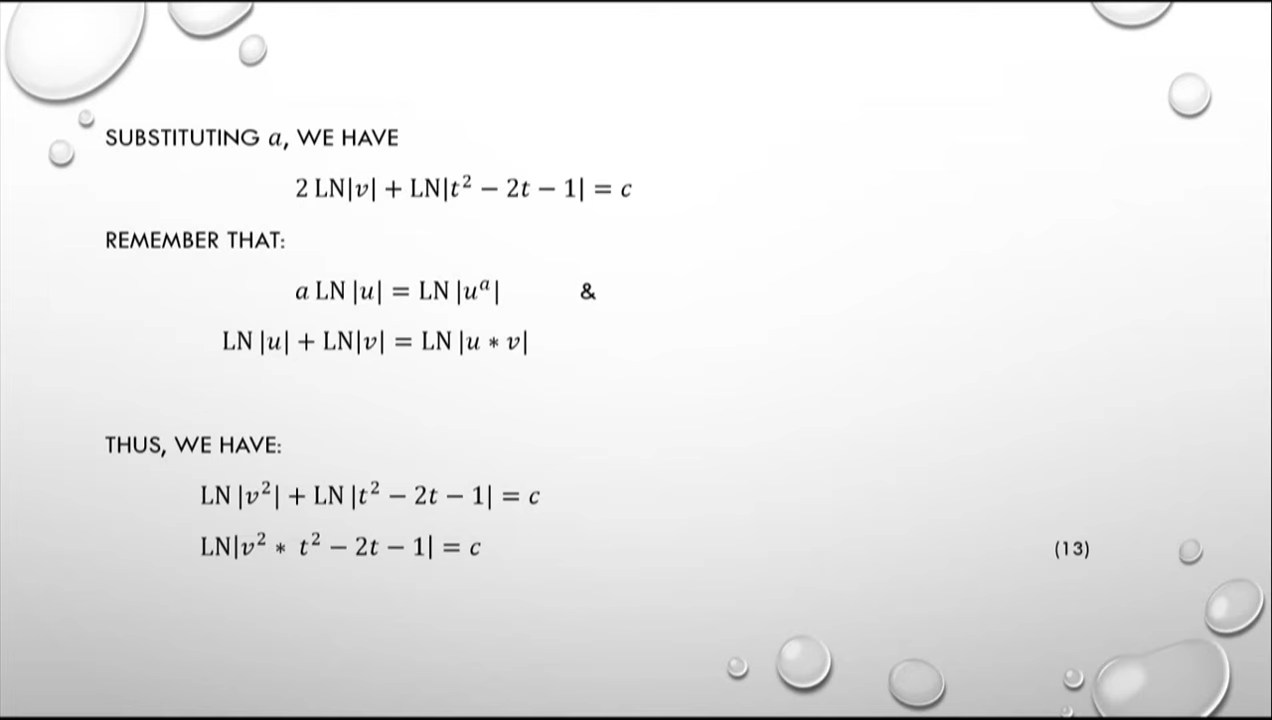 SUBSTITUTING a, WE HAVE
2 LN|v| + LN|t² − 2t − 1| = c
REMEMBER THAT:
a LN |u| = LN |uᵃ| &
LN |u| + LN|v| = LN |u ∗ v|
THUS, WE HAVE:
LN |v²| + LN |t² − 2t − 1| = c
LN|v² ∗ t² − 2t − 1| = c (13)